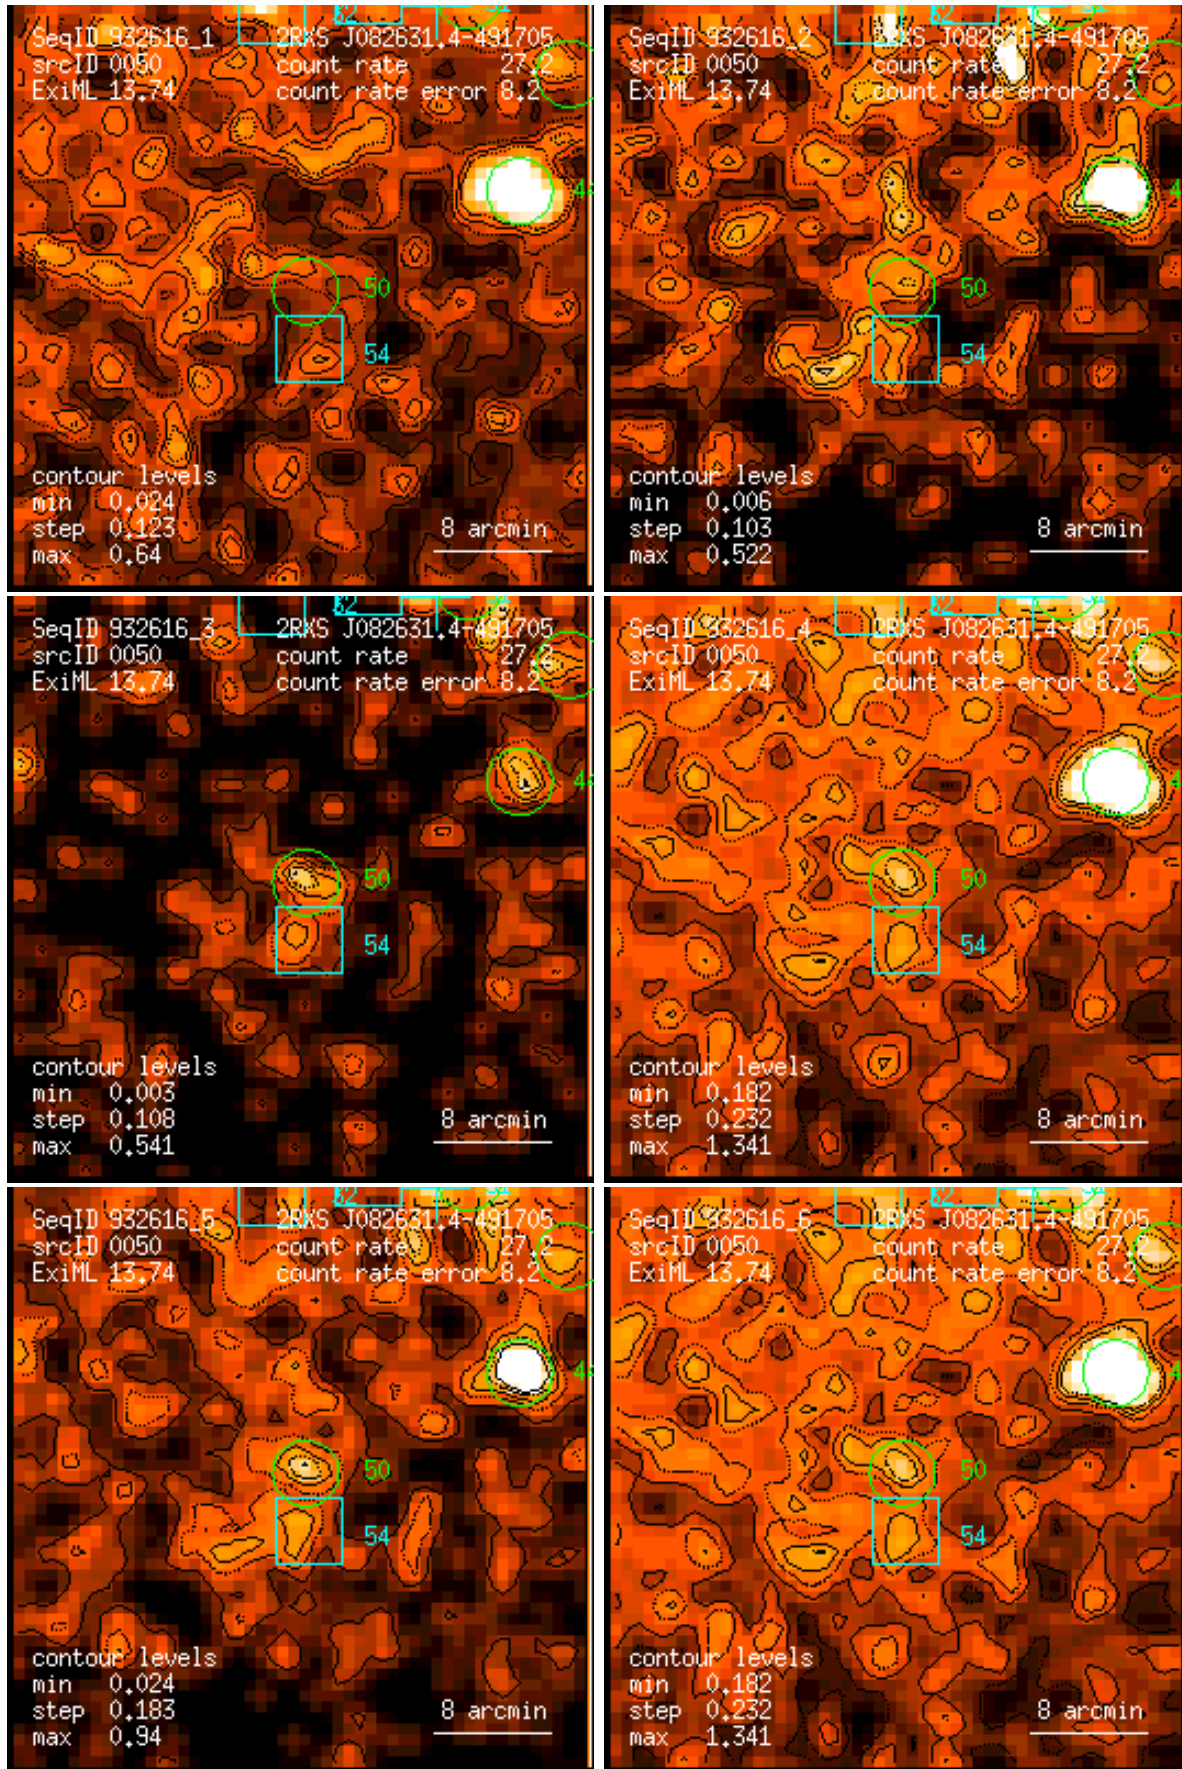 SeqID 932616_1 2RXS J082631.4-491705
srcID 0050 count rate 27.2
ExiML 13.74 count rate error 8.2
50
54
contour levels
min 0.024
step 0.123
max 0.64
8 arcmin
SeqID 932616_2 2RXS J082631.4-491705
srcID 0050 count rate 27.2
ExiML 13.74 count rate error 8.2
50
54
contour levels
min 0.006
step 0.103
max 0.522
8 arcmin
SeqID 932616_3 2RXS J082631.4-491705
srcID 0050 count rate 27.2
ExiML 13.74 count rate error 8.2
50
54
contour levels
min 0.003
step 0.108
max 0.541
8 arcmin
SeqID 932616_4 2RXS J082631.4-491705
srcID 0050 count rate 27.2
ExiML 13.74 count rate error 8.2
50
54
contour levels
min 0.182
step 0.232
max 1.341
8 arcmin
SeqID 932616_5 2RXS J082631.4-491705
srcID 0050 count rate 27.2
ExiML 13.74 count rate error 8.2
50
54
contour levels
min 0.024
step 0.183
max 0.94
8 arcmin
SeqID 932616_6 2RXS J082631.4-491705
srcID 0050 count rate 27.2
ExiML 13.74 count rate error 8.2
50
54
contour levels
min 0.182
step 0.232
max 1.341
8 arcmin